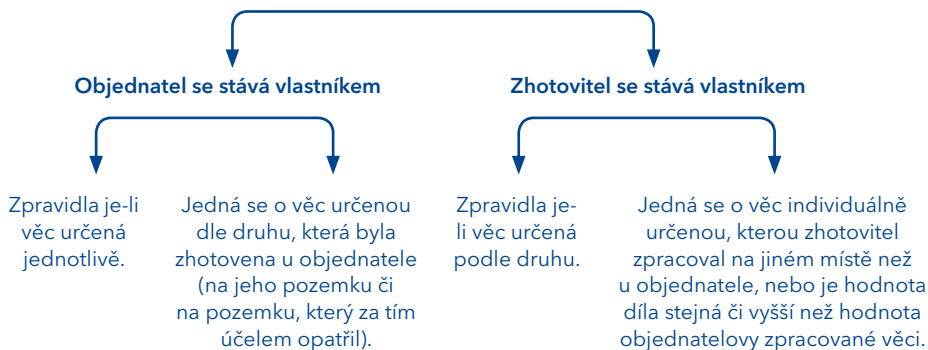 Objednatel se stává vlastníkem
Zhotovitel se stává vlastníkem
Zpravidla je-li
věc určená
jednotlivě.
Jedná se o věc určenou
dle druhu, která byla
zhotovena u objednatele
(na jeho pozemku či
na pozemku, který za tím
účelem opatřil).
Zpravidla je-
li věc určená
podle druhu.
Jedná se o věc individuálně
určenou, kterou zhotovitel
zpracoval na jiném místě než
u objednatele, nebo je hodnota
díla stejná či vyšší než hodnota
objednatelovy zpracované věci.